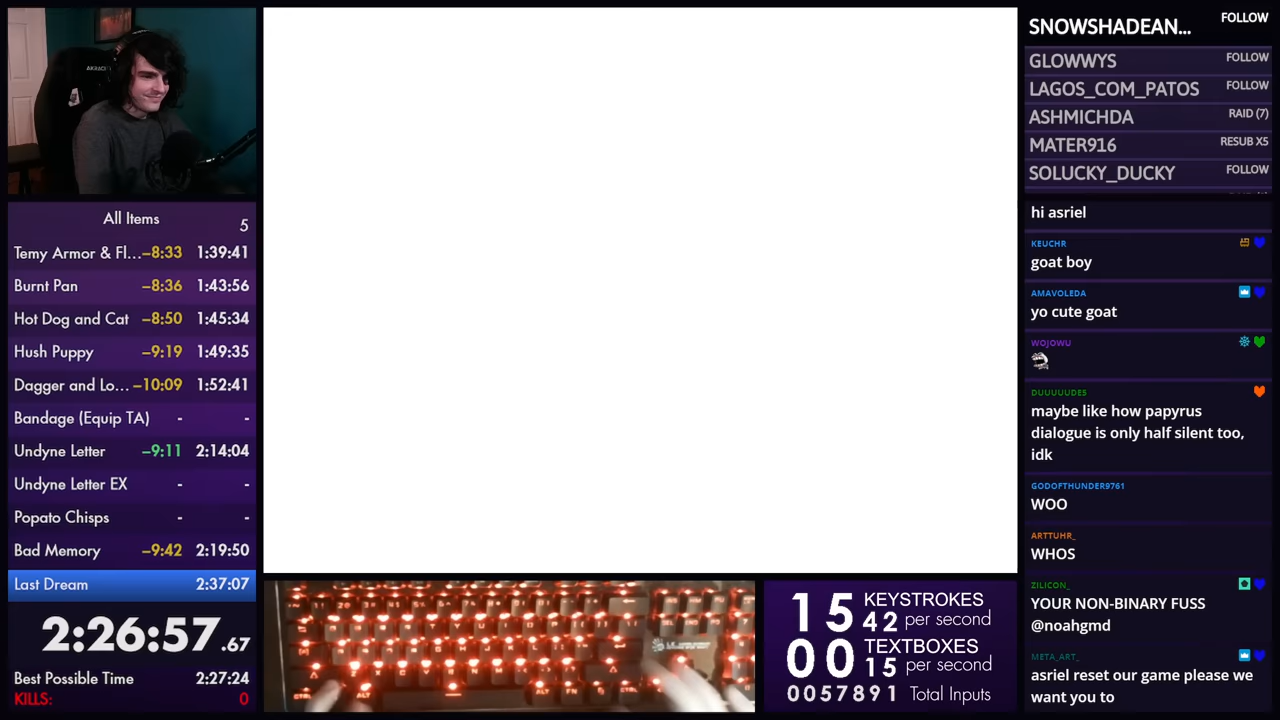 AKRACING
All Items
5
Temy Armor & Fl... −8:33 1:39:41
Burnt Pan −8:36 1:43:56
Hot Dog and Cat −8:50 1:45:34
Hush Puppy −9:19 1:49:35
Dagger and Lo... −10:09 1:52:41
Bandage (Equip TA) - -
Undyne Letter −9:11 2:14:04
Undyne Letter EX - -
Popato Chisps - -
Bad Memory −9:42 2:19:50
Last Dream 2:37:07
2:26:57.67
Best Possible Time 2:27:24
KILLS: 0
ALT
ALT FN CTRL
15 42 KEYSTROKES per second
00 15 TEXTBOXES per second
0057891 Total Inputs
SNOWSHADEAN... FOLLOW
GLOWWYS FOLLOW
LAGOS_COM_PATOS FOLLOW
ASHMICHDA RAID (7)
MATER916 RESUB X5
SOLUCKY_DUCKY FOLLOW
hi asriel
KEUCHR
goat boy
AMAVOLEDA
yo cute goat
WOJOWU
DUUUUUDES
maybe like how papyrus
dialogue is only half silent too,
idk
GODOFTHUNDER9761
WOO
ARTTUHR_
WHOS
ZILICON_
YOUR NON-BINARY FUSS
@noahgmd
META_ART_
asriel reset our game please we
want you to